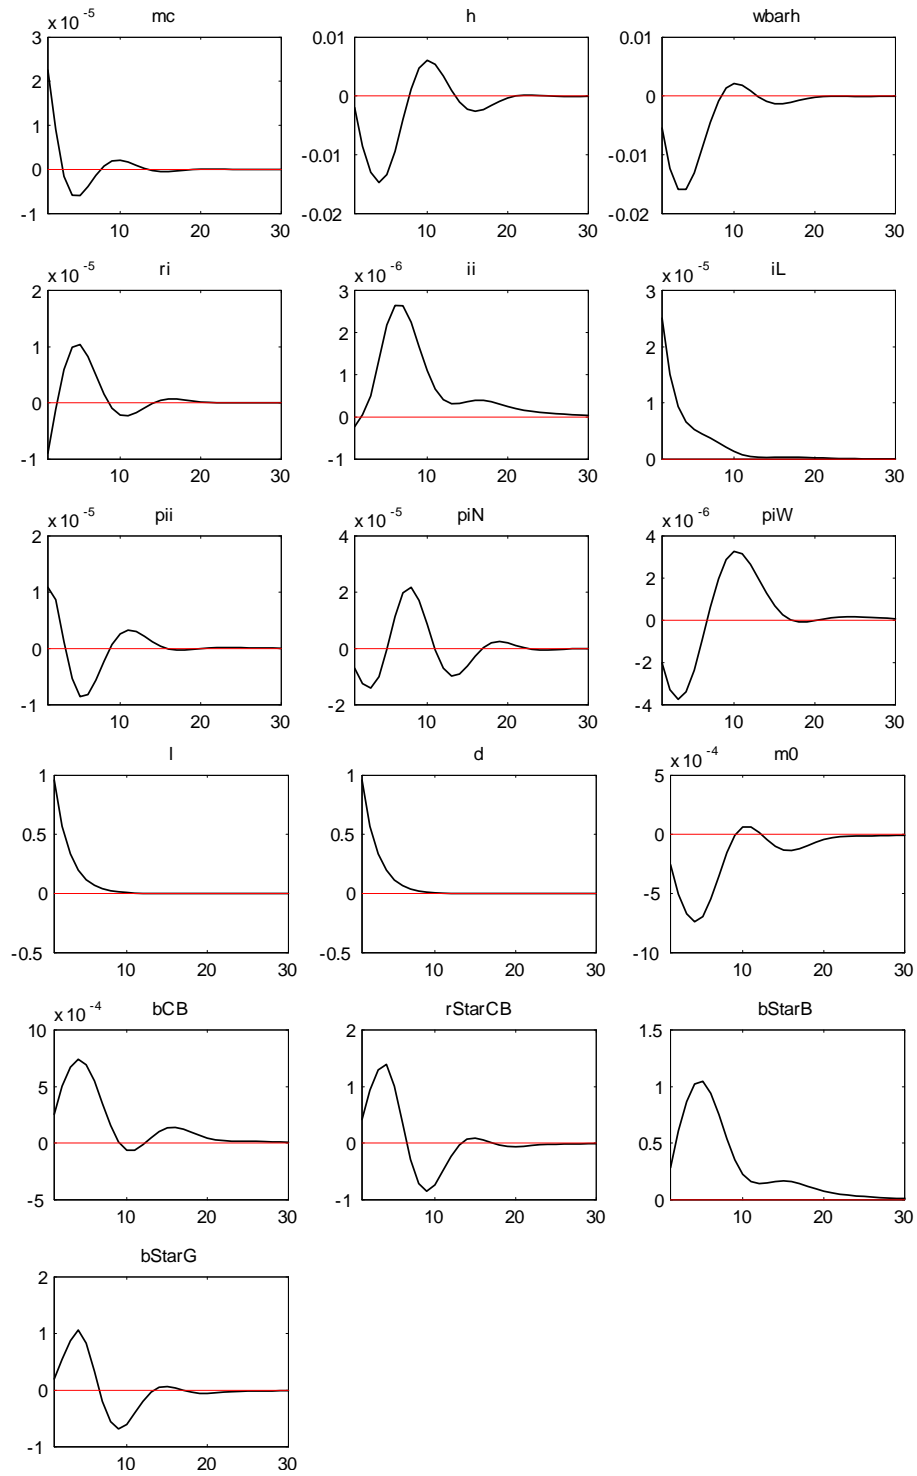 mc h wbarh
x 10 -5
3 2 1 0 -1
10 20 30
0.01 0 -0.01 -0.02
10 20 30
0.01 0 -0.01 -0.02
10 20 30
ri ii iL
x 10 -5
2 1 0 -1
10 20 30
x 10 -6
3 2 1 0 -1
10 20 30
x 10 -5
3 2 1 0
10 20 30
pii piN piW
x 10 -5
2 1 0 -1
10 20 30
x 10 -5
4 2 0 -2
10 20 30
x 10 -6
4 2 0 -2 -4
10 20 30
l d m0
1 0.5 0 -0.5
10 20 30
1 0.5 0 -0.5
10 20 30
x 10 -4
5 0 -5 -10
10 20 30
bCB rStarCB bStarB
x 10 -4
10 5 0 -5
10 20 30
2 1 0 -1
10 20 30
1.5 1 0.5 0
10 20 30
bStarG
2 1 0 -1
10 20 30